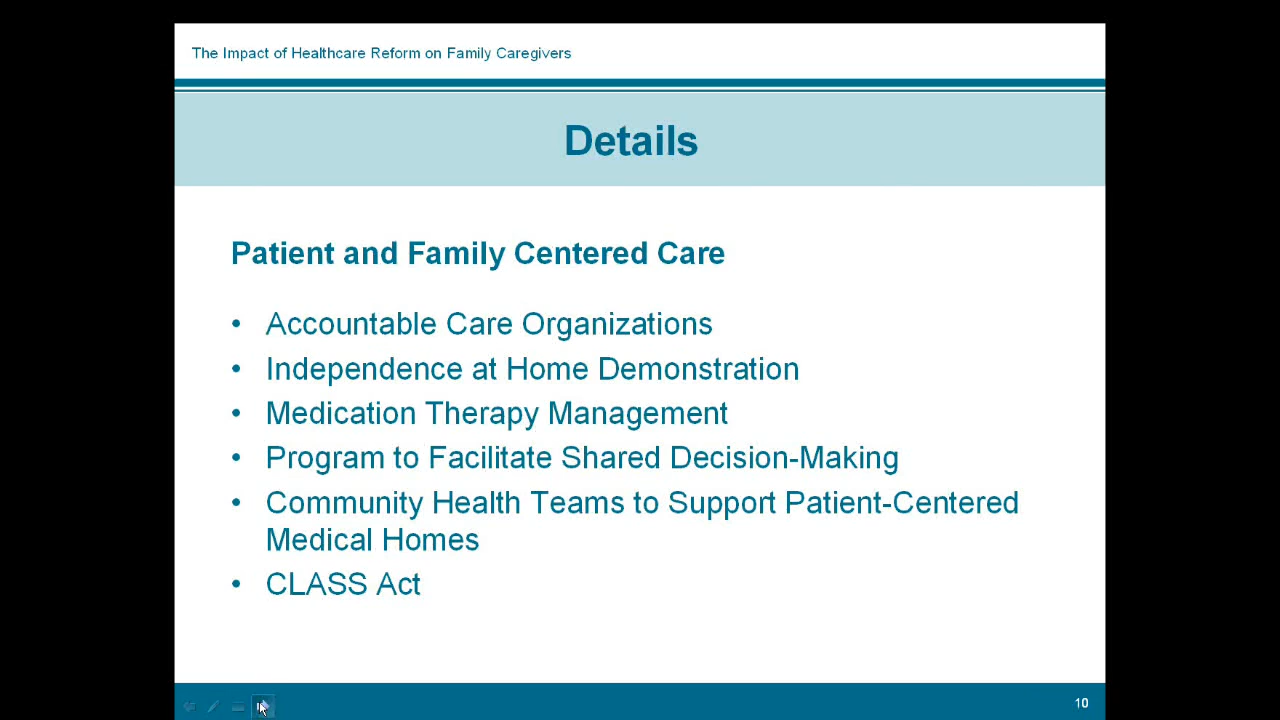 The Impact of Healthcare Reform on Family Caregivers
Details
Patient and Family Centered Care
• Accountable Care Organizations
• Independence at Home Demonstration
• Medication Therapy Management
• Program to Facilitate Shared Decision-Making
• Community Health Teams to Support Patient-Centered
Medical Homes
• CLASS Act
10